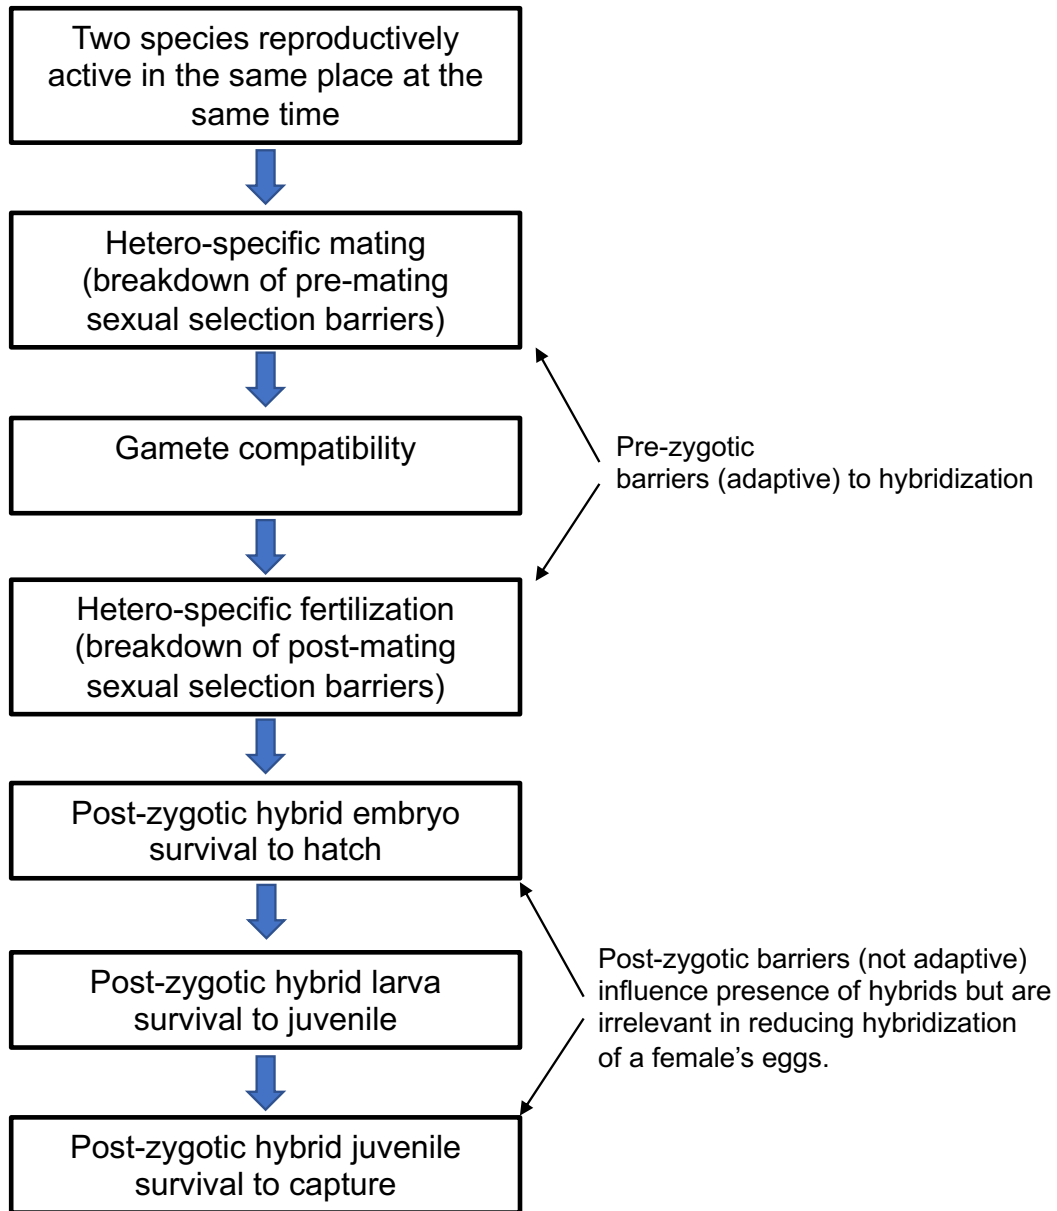 Two species reproductively
active in the same place at the
same time
Hetero-specific mating
(breakdown of pre-mating
sexual selection barriers)
Gamete compatibility
Pre-zygotic
barriers (adaptive) to hybridization
Hetero-specific fertilization
(breakdown of post-mating
sexual selection barriers)
Post-zygotic hybrid embryo
survival to hatch
Post-zygotic hybrid larva
survival to juvenile
Post-zygotic barriers (not adaptive)
influence presence of hybrids but are
irrelevant in reducing hybridization
of a female’s eggs.
Post-zygotic hybrid juvenile
survival to capture